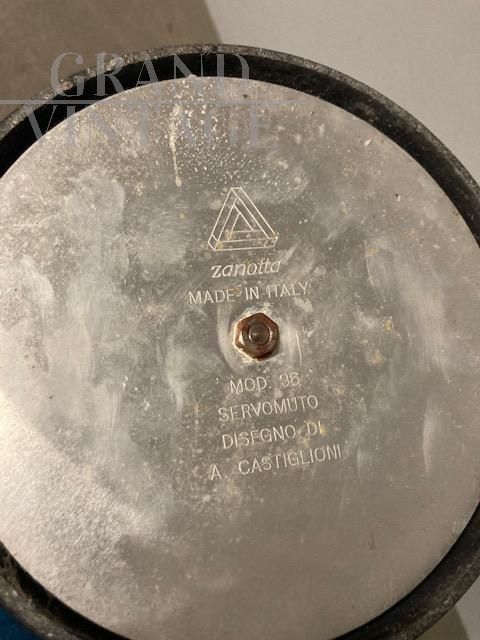 GRAND
VINTAGE
zanotta
MADE IN ITALY
MOD. 36
SERVOMUTO
DISEGNO DI
A. CASTIGLIONI